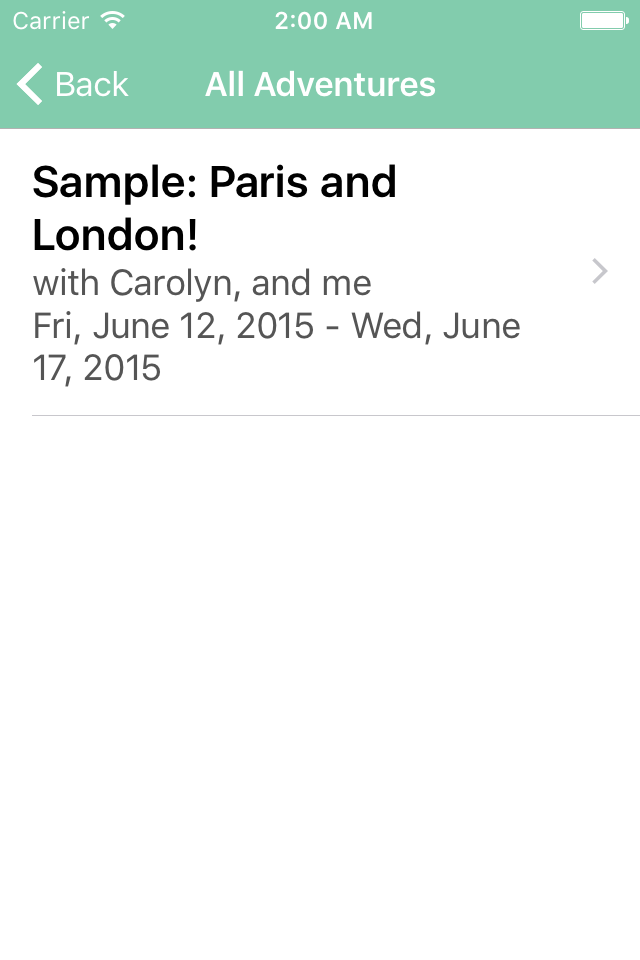 Carrier 2:00 AM
Back All Adventures
Sample: Paris and
London!
with Carolyn, and me
Fri, June 12, 2015 - Wed, June
17, 2015